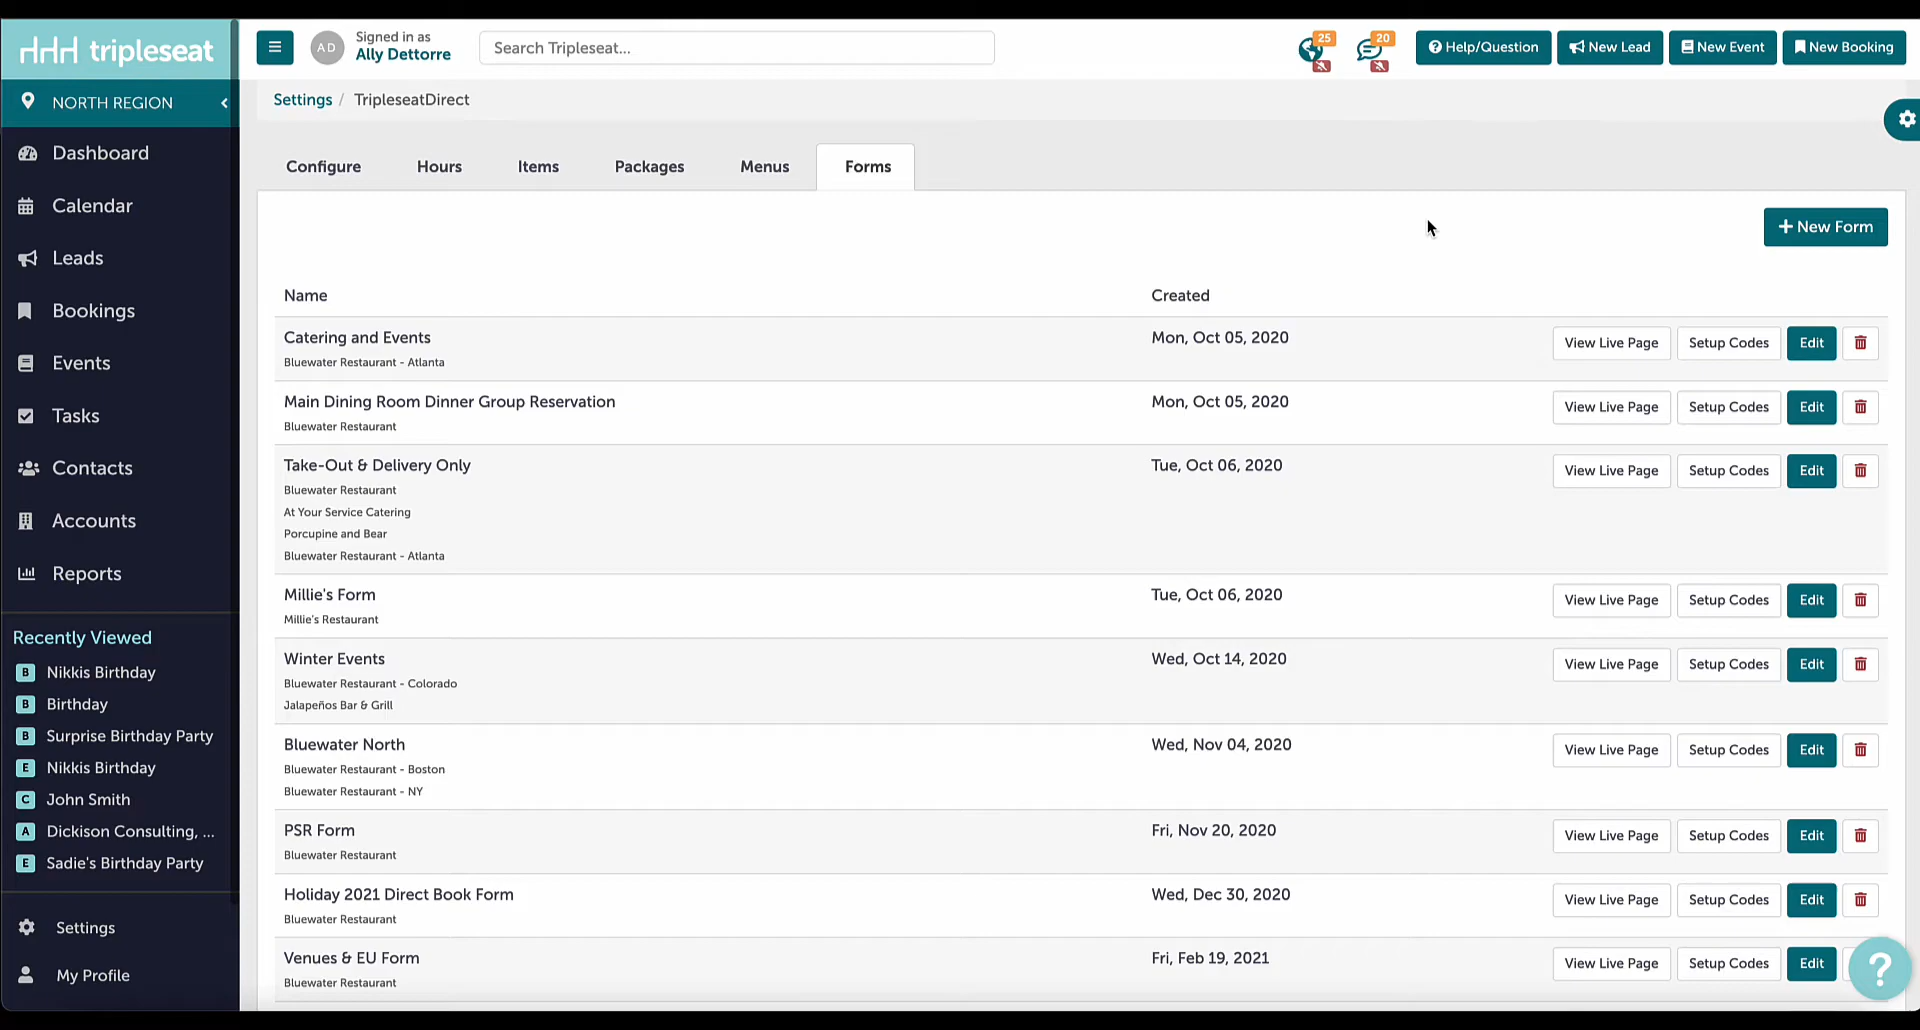 tripleseat
NORTH REGION
Dashboard
Calendar
Leads
Bookings
Events
Tasks
Contacts
Accounts
Reports
Recently Viewed
B Nikkis Birthday
B Birthday
B Surprise Birthday Party
E Nikkis Birthday
C John Smith
A Dickison Consulting, ...
E Sadie's Birthday Party
Settings
My Profile
AD
Signed in as
Ally Dettorre
Search Tripleseat...
25
20
Help/Question
New Lead
New Event
New Booking
Settings / TripleseatDirect
Configure Hours Items Packages Menus Forms
+ New Form
Name Created
Catering and Events Mon, Oct 05, 2020 View Live Page Setup Codes Edit
Bluewater Restaurant - Atlanta
Main Dining Room Dinner Group Reservation Mon, Oct 05, 2020 View Live Page Setup Codes Edit
Bluewater Restaurant
Take-Out & Delivery Only Tue, Oct 06, 2020 View Live Page Setup Codes Edit
Bluewater Restaurant
At Your Service Catering
Porcupine and Bear
Bluewater Restaurant - Atlanta
Millie's Form Tue, Oct 06, 2020 View Live Page Setup Codes Edit
Millie's Restaurant
Winter Events Wed, Oct 14, 2020 View Live Page Setup Codes Edit
Bluewater Restaurant - Colorado
Jalapeños Bar & Grill
Bluewater North Wed, Nov 04, 2020 View Live Page Setup Codes Edit
Bluewater Restaurant - Boston
Bluewater Restaurant - NY
PSR Form Fri, Nov 20, 2020 View Live Page Setup Codes Edit
Bluewater Restaurant
Holiday 2021 Direct Book Form Wed, Dec 30, 2020 View Live Page Setup Codes Edit
Bluewater Restaurant
Venues & EU Form Fri, Feb 19, 2021 View Live Page Setup Codes Edit
Bluewater Restaurant
?